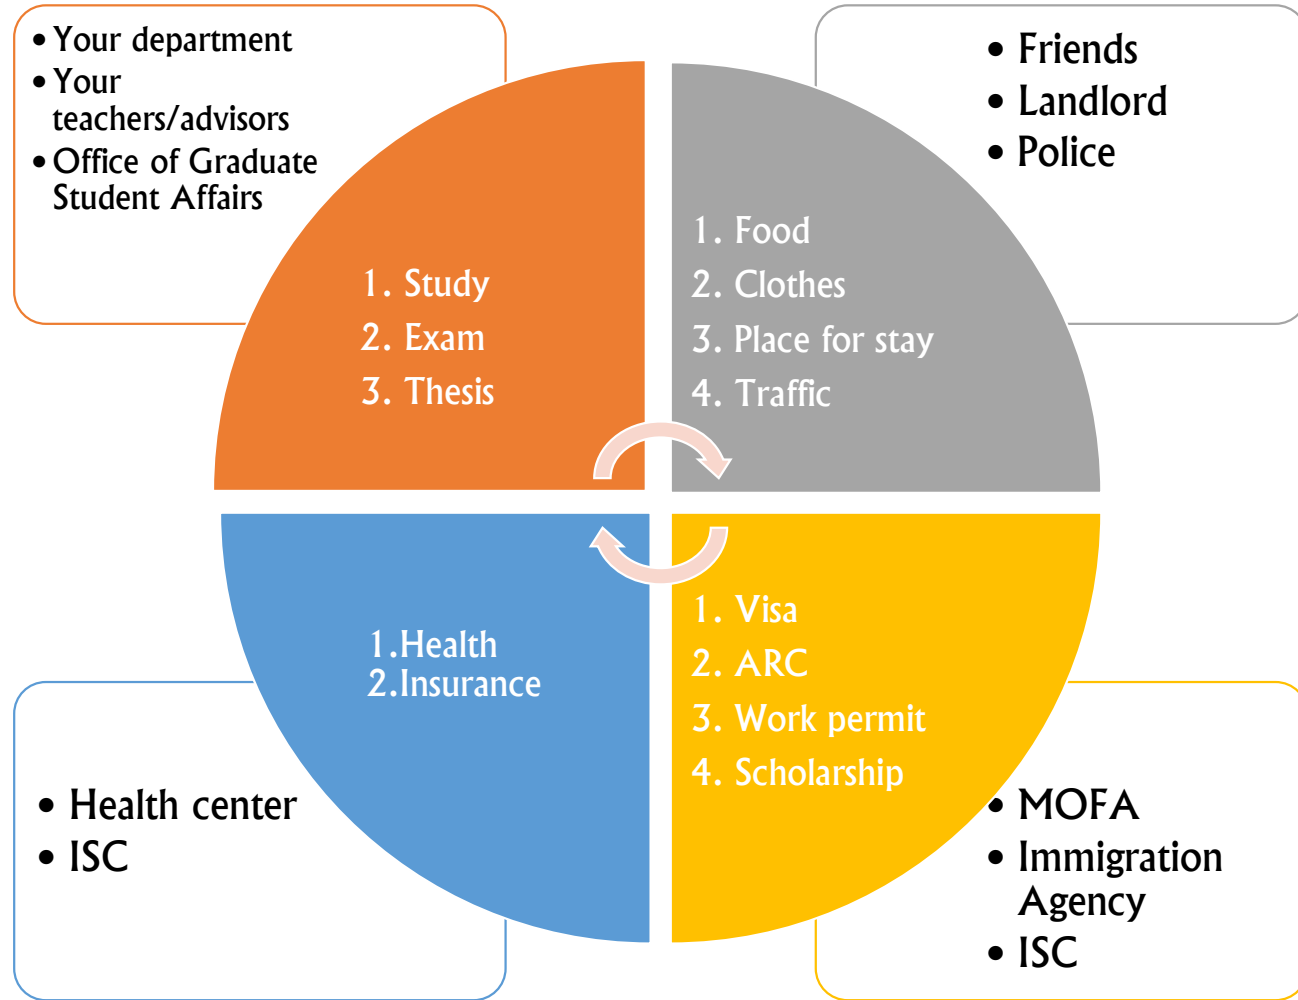 • Your department
• Your
teachers/advisors
• Office of Graduate
Student Affairs
1. Study
2. Exam
3. Thesis
• Friends
• Landlord
• Police
1. Food
2. Clothes
3. Place for stay
4. Traffic
1.Health
2.Insurance
• Health center
• ISC
1. Visa
2. ARC
3. Work permit
4. Scholarship
• MOFA
• Immigration
Agency
• ISC